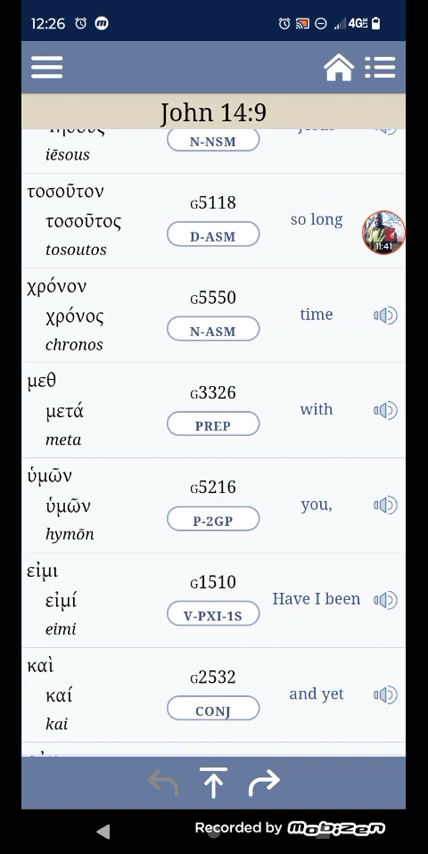 12:26
4G
John 14:9
N-NSM
iēsous
τοσοῦτον
τοσοῦτος
tosoutos
G5118
D-ASM
so long
11:41
χρόνον
χρόνος
chronos
G5550
N-ASM
time
μεθ
μετά
meta
G3326
PREP
with
ὑμῶν
ὑμῶν
hymōn
G5216
P-2GP
you,
εἰμι
εἰμί
eimi
G1510
V-PXI-1S
Have I been
καὶ
καί
kai
G2532
CONJ
and yet
Recorded by Mobizen